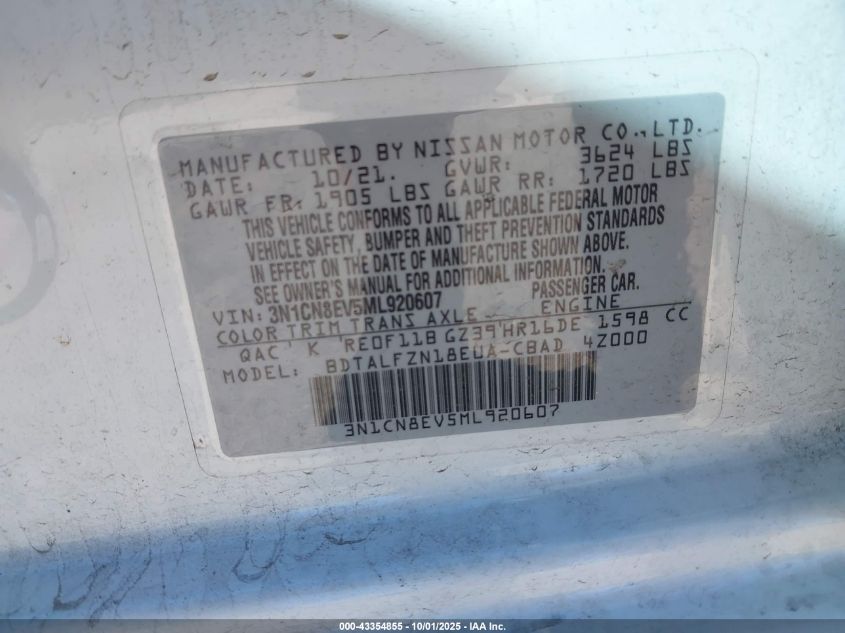 MANUFACTURED BY NISSAN MOTOR CO., LTD.
DATE: 10/21. GVWR: 3624 LBS
GAWR FR: 1905 LBS GAWR RR: 1720 LBS
THIS VEHICLE CONFORMS TO ALL APPLICABLE FEDERAL MOTOR
VEHICLE SAFETY, BUMPER AND THEFT PREVENTION STANDARDS
IN EFFECT ON THE DATE OF MANUFACTURE SHOWN ABOVE.
SEE OWNER'S MANUAL FOR ADDITIONAL INFORMATION.
VIN: 3N1CN8EV5ML920607 PASSENGER CAR.
COLOR TRIM TRANS AXLE ENGINE
QAC ' K ' RE0F11B GZ39'HR16DE 1598 CC
MODEL: BDTALFZN18EUA-CBAD 4Z000
3N1CN8EV5ML920607
000-43354855 | 10/01/2025 | IAA Inc.